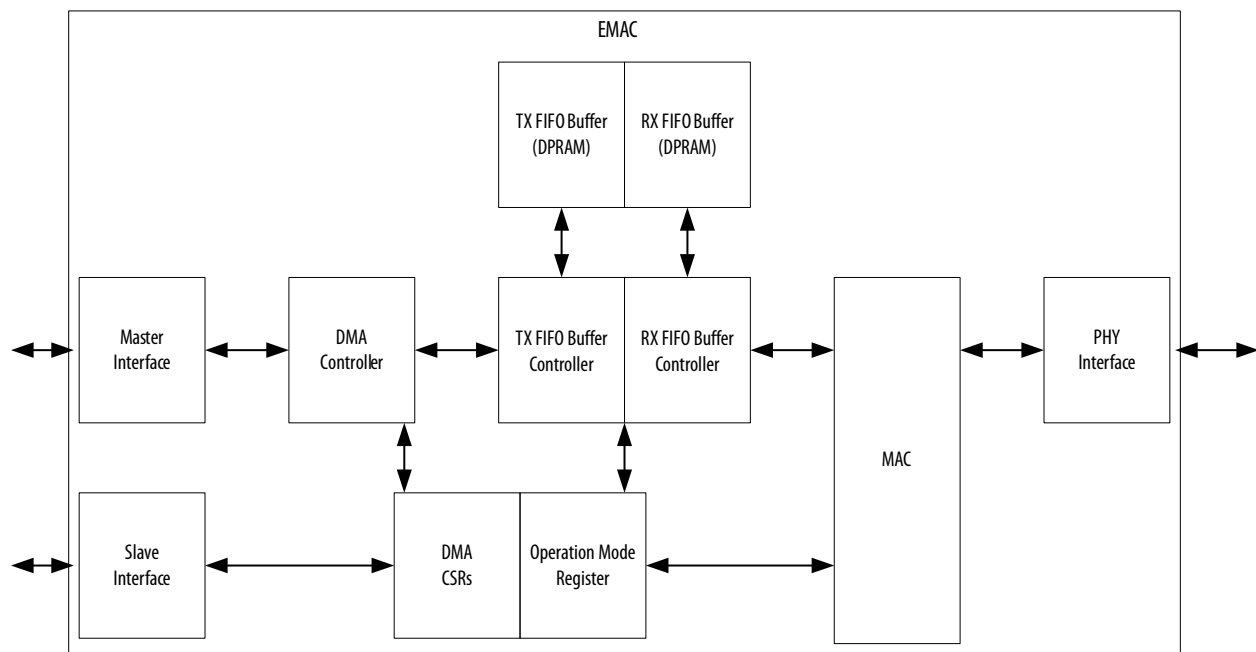 EMAC
TX FIFO Buffer
(DPRAM)
RX FIFO Buffer
(DPRAM)
Master
Interface
DMA
Controller
TX FIFO Buffer
Controller
RX FIFO Buffer
Controller
PHY
Interface
MAC
Slave
Interface
DMA
CSRs
Operation Mode
Register